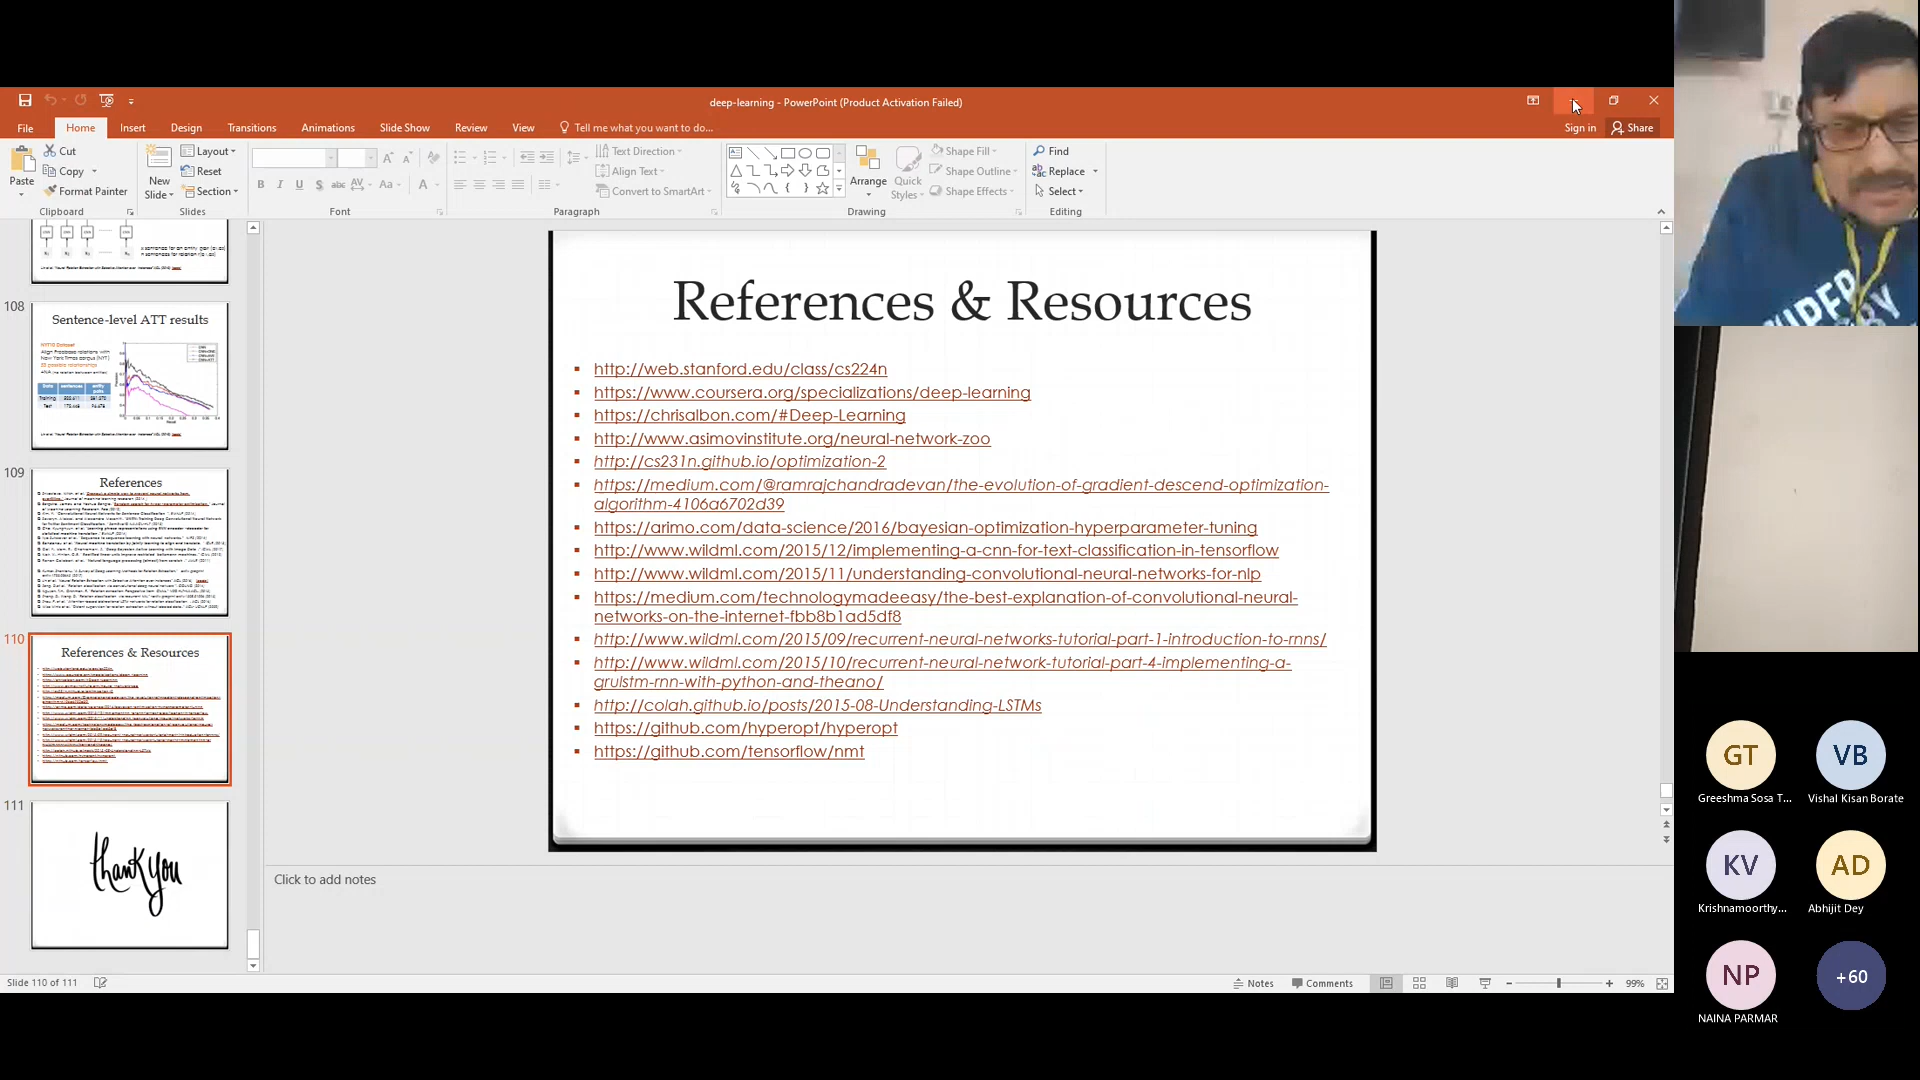 deep-learning - PowerPoint (Product Activation Failed)
File Home Insert Design Transitions Animations Slide Show Review View Tell me what you want to do... Sign in Share
Paste Cut Copy Format Painter Clipboard
New Slide Layout Reset Section Slides
Font
Text Direction Align Text Convert to SmartArt Paragraph
Arrange Quick Styles Shape Fill Shape Outline Shape Effects Drawing
Find Replace Select Editing
108
Sentence-level ATT results
109
References
110
References & Resources
111
thank you
References & Resources
http://web.stanford.edu/class/cs224n
https://www.coursera.org/specializations/deep-learning
https://chrisalbon.com/#Deep-Learning
http://www.asimovinstitute.org/neural-network-zoo
http://cs231n.github.io/optimization-2
https://medium.com/@ramrajchandradevan/the-evolution-of-gradient-descend-optimization-
algorithm-4106a6702d39
https://arimo.com/data-science/2016/bayesian-optimization-hyperparameter-tuning
http://www.wildml.com/2015/12/implementing-a-cnn-for-text-classification-in-tensorflow
http://www.wildml.com/2015/11/understanding-convolutional-neural-networks-for-nlp
https://medium.com/technologymadeeasy/the-best-explanation-of-convolutional-neural-
networks-on-the-internet-fbb8b1ad5df8
http://www.wildml.com/2015/09/recurrent-neural-networks-tutorial-part-1-introduction-to-rnns/
http://www.wildml.com/2015/10/recurrent-neural-network-tutorial-part-4-implementing-a-
grulstm-rnn-with-python-and-theano/
http://colah.github.io/posts/2015-08-Understanding-LSTMs
https://github.com/hyperopt/hyperopt
https://github.com/tensorflow/nmt
Click to add notes
Slide 110 of 111
Notes Comments 99%
GT VB
Greeshma Sosa T... Vishal Kisan Borate
KV AD
Krishnamoorthy... Abhijit Dey
NP +60
NAINA PARMAR